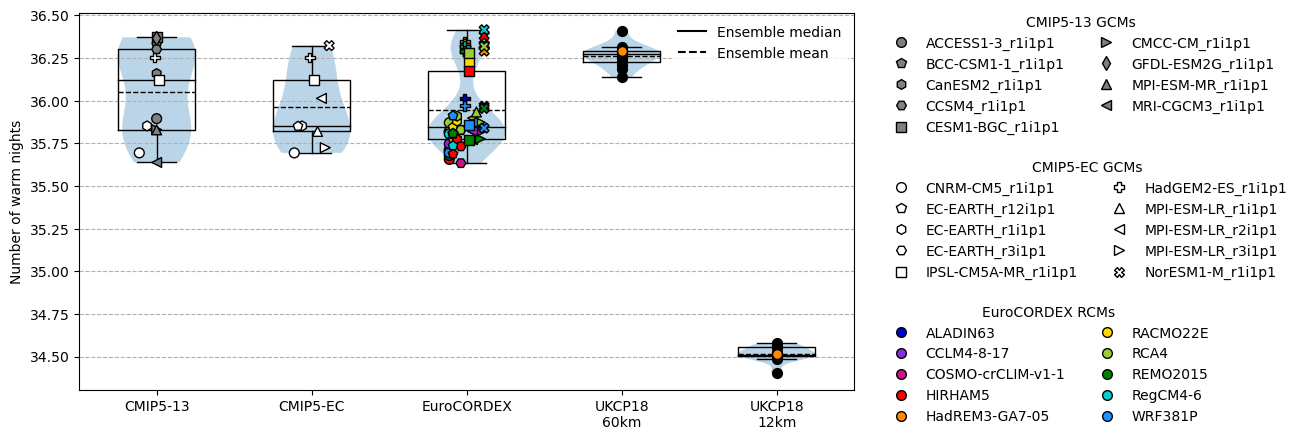 Number of warm nights
36.50
36.25
36.00
35.75
35.50
35.25
35.00
34.75
34.50
CMIP5-13
CMIP5-EC
EuroCORDEX
UKCP18
60km
UKCP18
12km
Ensemble median
Ensemble mean
CMIP5-13 GCMs
ACCESS1-3_r1i1p1
BCC-CSM1-1_r1i1p1
CanESM2_r1i1p1
CCSM4_r1i1p1
CESM1-BGC_r1i1p1
CMCC-CM_r1i1p1
GFDL-ESM2G_r1i1p1
MPI-ESM-MR_r1i1p1
MRI-CGCM3_r1i1p1
CMIP5-EC GCMs
CNRM-CM5_r1i1p1
EC-EARTH_r12i1p1
EC-EARTH_r1i1p1
EC-EARTH_r3i1p1
IPSL-CM5A-MR_r1i1p1
HadGEM2-ES_r1i1p1
MPI-ESM-LR_r1i1p1
MPI-ESM-LR_r2i1p1
MPI-ESM-LR_r3i1p1
NorESM1-M_r1i1p1
EuroCORDEX RCMs
ALADIN63
CCLM4-8-17
COSMO-crCLIM-v1-1
HIRHAM5
HadREM3-GA7-05
RACMO22E
RCA4
REMO2015
RegCM4-6
WRF381P